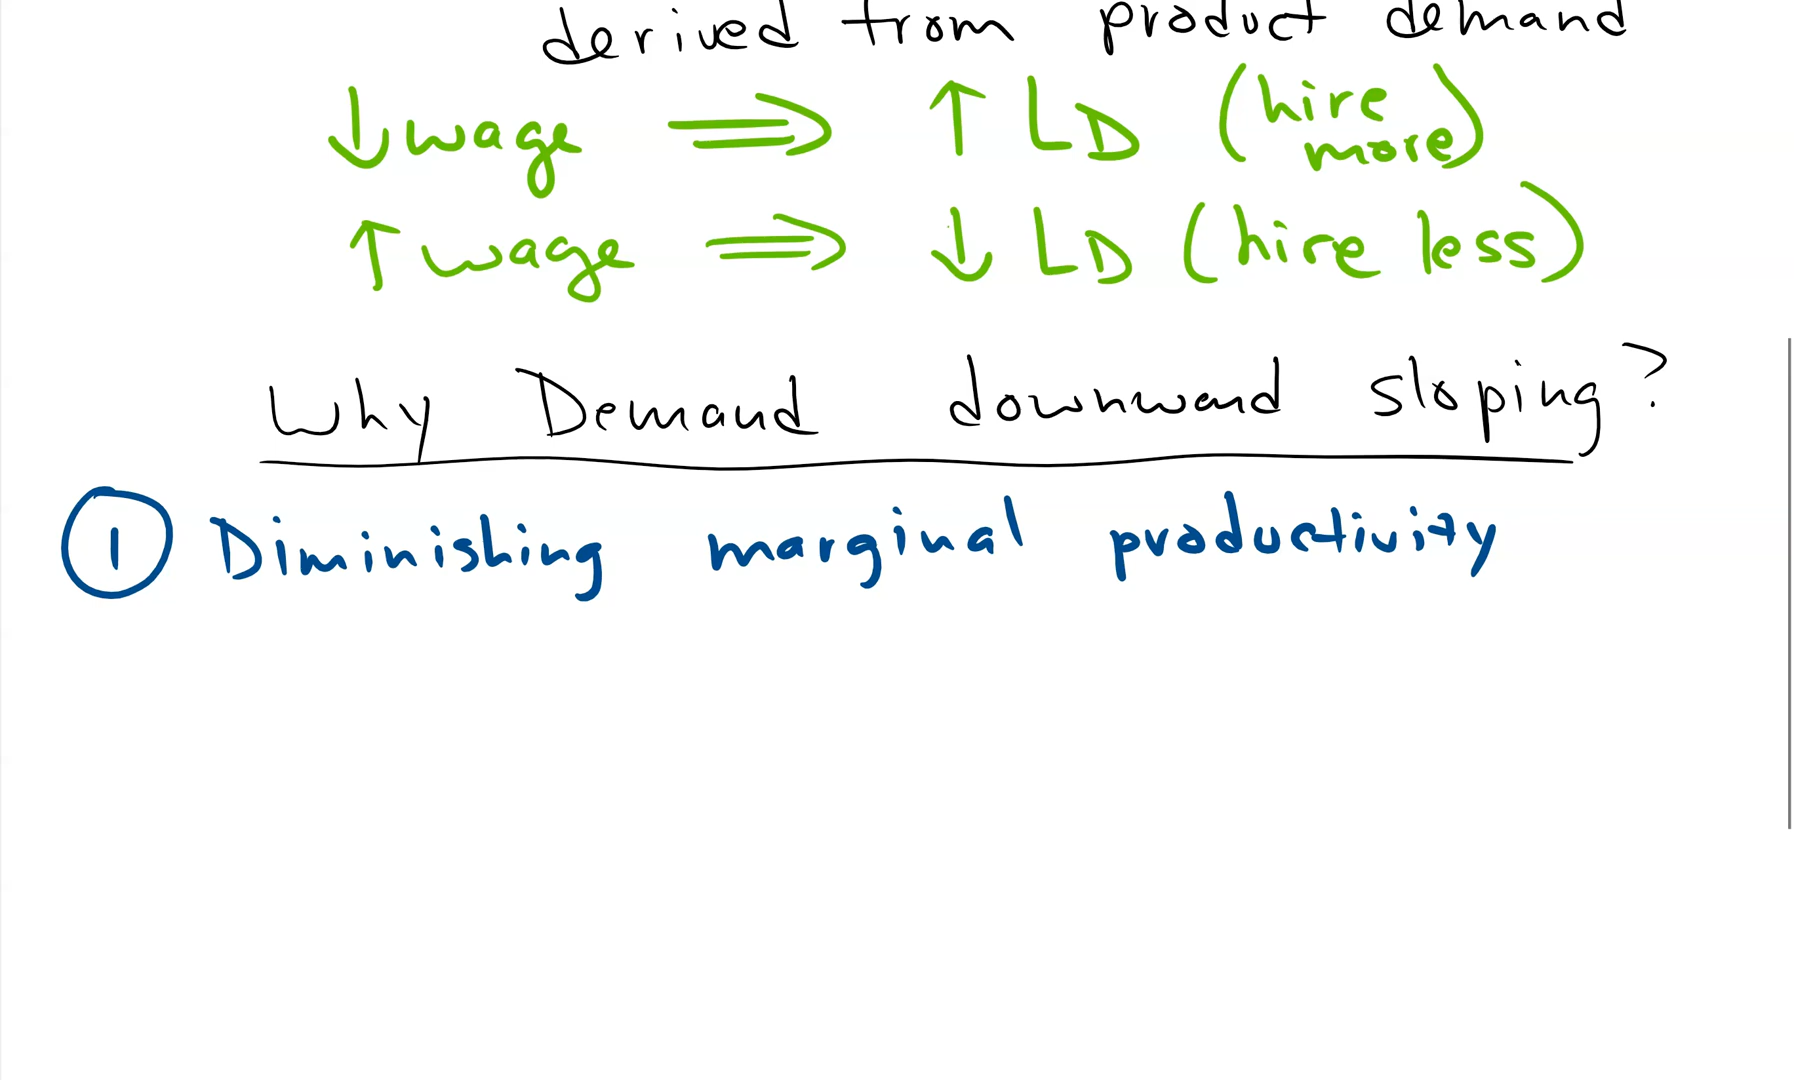 derived from product demand
↓ wage ⇒ ↑ LD (hire more)
↑ wage ⇒ ↓ LD (hire less)
Why Demand downward sloping?
① Diminishing marginal productivity